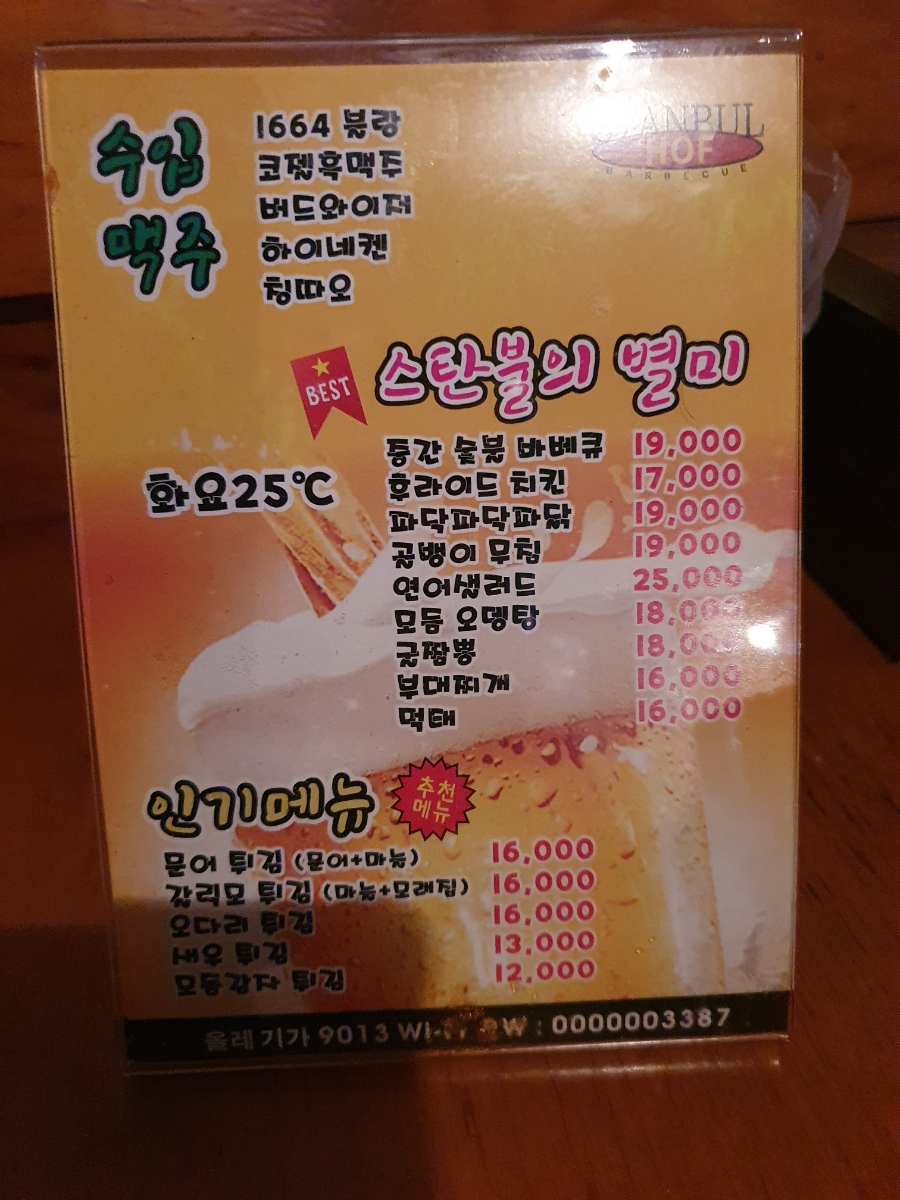 수입
맥주
1664 블랑
코젤흑맥주
버드와이저
하이네켄
칭따오
HOF
BARBECUE
BEST
스탄불의 별미
화요25℃
중간 숯불 바베큐 19,000
후라이드 치킨 17,000
파닥파닥파닭 19,000
골뱅이 무침 19,000
연어샐러드 25,000
모듬 오뎅탕 18,000
굴짬뽕 18,000
부대찌개 16,000
먹태 16,000
인기메뉴
추천
메뉴
문어 튀김 (문어+마늘) 16,000
갈릭모 튀김 (마늘+모래집) 16,000
오다리 튀김 16,000
새우 튀김 13,000
모듬감자 튀김 12,000
올레 기가 9013 : 0000003387